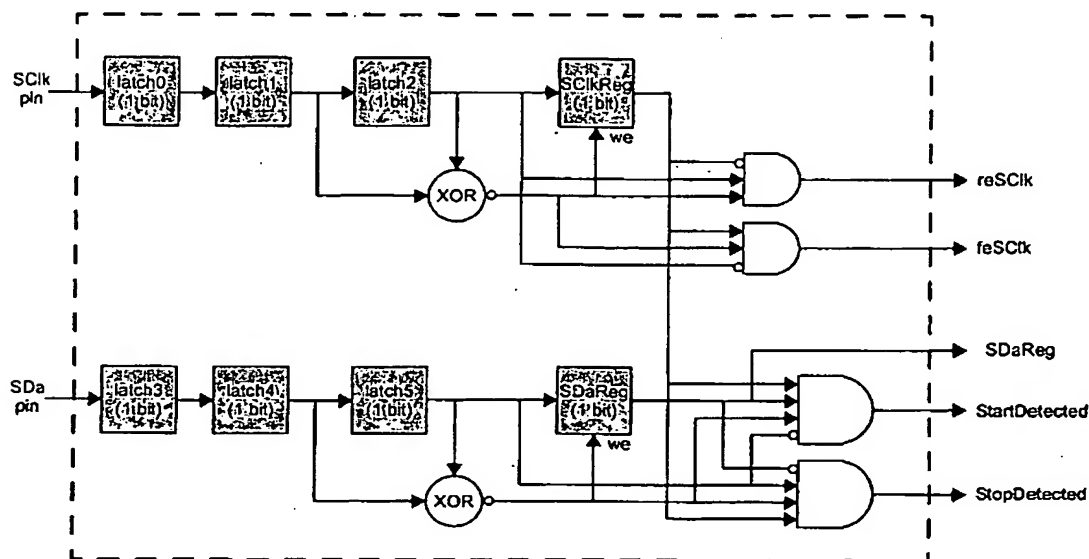 SClk
pin
latch0
(1 bit)
latch1
(1 bit)
latch2
(1 bit)
SClkReg
(1 bit)
we
XOR
reSClk
feSClk
SDa
pin
latch3
(1 bit)
latch4
(1 bit)
latch5
(1 bit)
SDaReg
(1 bit)
we
XOR
SDaReg
StartDetected
StopDetected